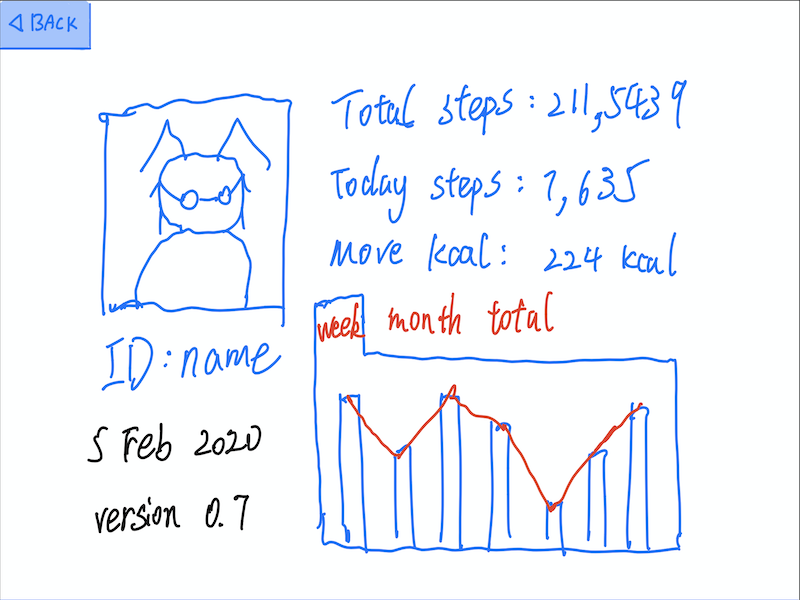 BACK
Total steps : 211,5439
Today steps : 7,635
Move kcal : 224 kcal
week month total
ID : name
5 Feb 2020
version 0.7